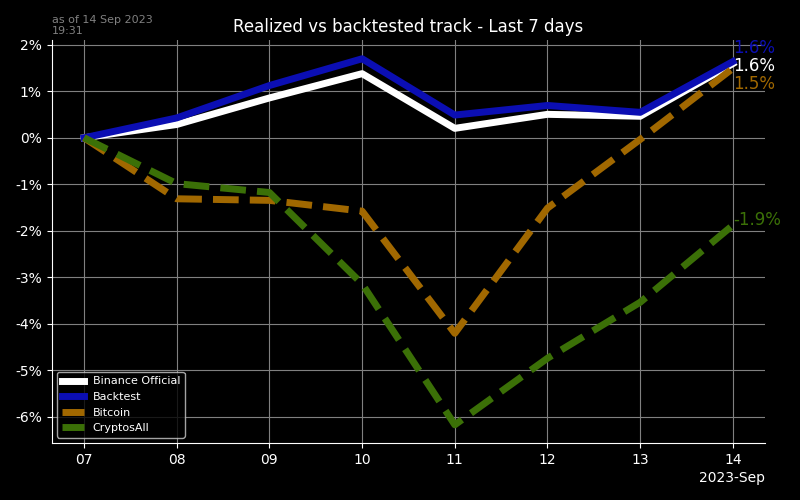 as of 14 Sep 2023
19:31
Realized vs backtested track - Last 7 days
2%
1%
0%
-1%
-2%
-3%
-4%
-5%
-6%
1.6%
1.6%
1.5%
-1.9%
Binance Official
Backtest
Bitcoin
CryptosAll
07 08 09 10 11 12 13 14
2023-Sep